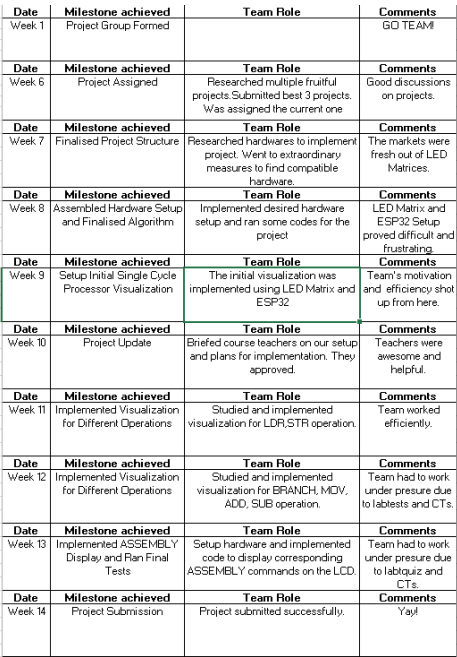 Date Milestone achieved Team Role Comments
Week 1 Project Group Formed GO TEAM!
Date Milestone achieved Team Role Comments
Week 6 Project Assigned Researched multiple fruitful Good discussions
projects.Submitted best 3 projects. on projects.
Was assigned the current one
Date Milestone achieved Team Role Comments
Week 7 Finalised Project Structure Researched hardwares to implement The markets were
project. Went to extraordinary fresh out of LED
measures to find compatible Matrices.
hardware.
Date Milestone achieved Team Role Comments
Week 8 Assembled Hardware Setup Implemented desired hardware LED Matrix and
and Finalised Algorithm setup and ran some codes for the ESP32 Setup
project proved difficult and
frustrating.
Date Milestone achieved Team Role Comments
Week 9 Setup Initial Single Cycle The initial visualization was Team's motivation
Processor Visualization implemented using LED Matrix and and efficiency shot
ESP32 up from here.
Date Milestone achieved Team Role Comments
Week 10 Project Update Briefed course teachers on our setup Teachers were
and plans for implementation. They awesome and
approved. helpful.
Date Milestone achieved Team Role Comments
Week 11 Implemented Visualization Studied and implemented Team worked
for Different Operations visualization for LDR,STR operation. efficiently.
Date Milestone achieved Team Role Comments
Week 12 Implemented Visualization Studied and implemented Team had to work
for Different Operations visualization for BRANCH, MOV, under presure due
ADD, SUB operation. to labtests and CTs.
Date Milestone achieved Team Role Comments
Week 13 Implemented ASSEMBLY Setup hardware and implemented Team had to work
Display and Ran Final code to display corresponding under pressure due
Tests ASSEMBLY commands on the LCD. to labtquiz and
CTs.
Date Milestone achieved Team Role Comments
Week 14 Project Submission Project submitted successfully. Yay!